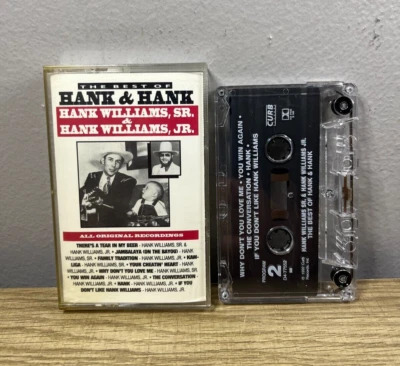 THE BEST OF
HANK & HANK
HANK WILLIAMS, SR.
&
HANK WILLIAMS, JR.
ALL ORIGINAL RECORDINGS
THERE'S A TEAR IN MY BEER - HANK WILLIAMS, SR. &
HANK WILLIAMS, JR. • JAMBALAYA (ON THE BAYOU) - HANK
WILLIAMS, SR. • FAMILY TRADITION - HANK WILLIAMS, JR. • KAW-
LIGA - HANK WILLIAMS, SR. • YOUR CHEATIN' HEART - HANK
WILLIAMS, JR. • WHY DON'T YOU LOVE ME - HANK WILLIAMS, SR.
• YOU WIN AGAIN - HANK WILLIAMS, JR. • THE CONVERSATION -
HANK WILLIAMS, JR. • HANK - HANK WILLIAMS, JR. • IF YOU
DON'T LIKE HANK WILLIAMS - HANK WILLIAMS, JR.
CURB
WHY DON'T YOU LOVE ME • YOU WIN AGAIN •
THE CONVERSATION • HANK •
IF YOU DON'T LIKE HANK WILLIAMS
HANK WILLIAMS, SR. & HANK WILLIAMS, JR.
THE BEST OF HANK & HANK
PROGRAM
2